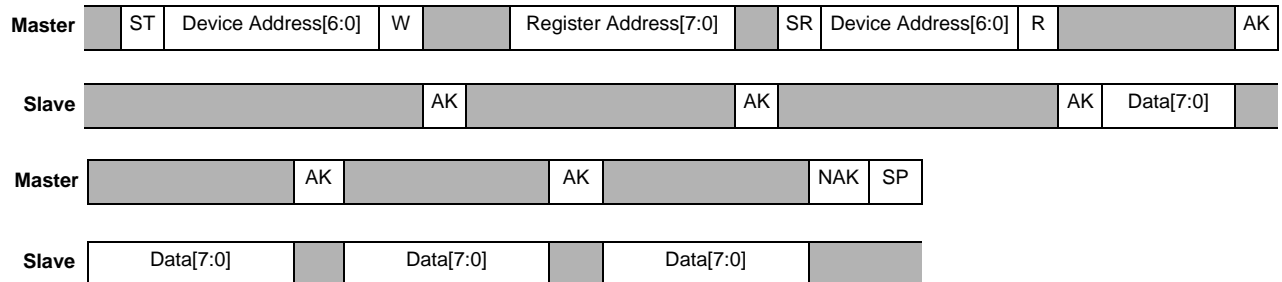 Master ST Device Address[6:0] W Register Address[7:0] SR Device Address[6:0] R AK
Slave AK AK AK Data[7:0]
Master AK AK NAK SP
Slave Data[7:0] Data[7:0] Data[7:0]